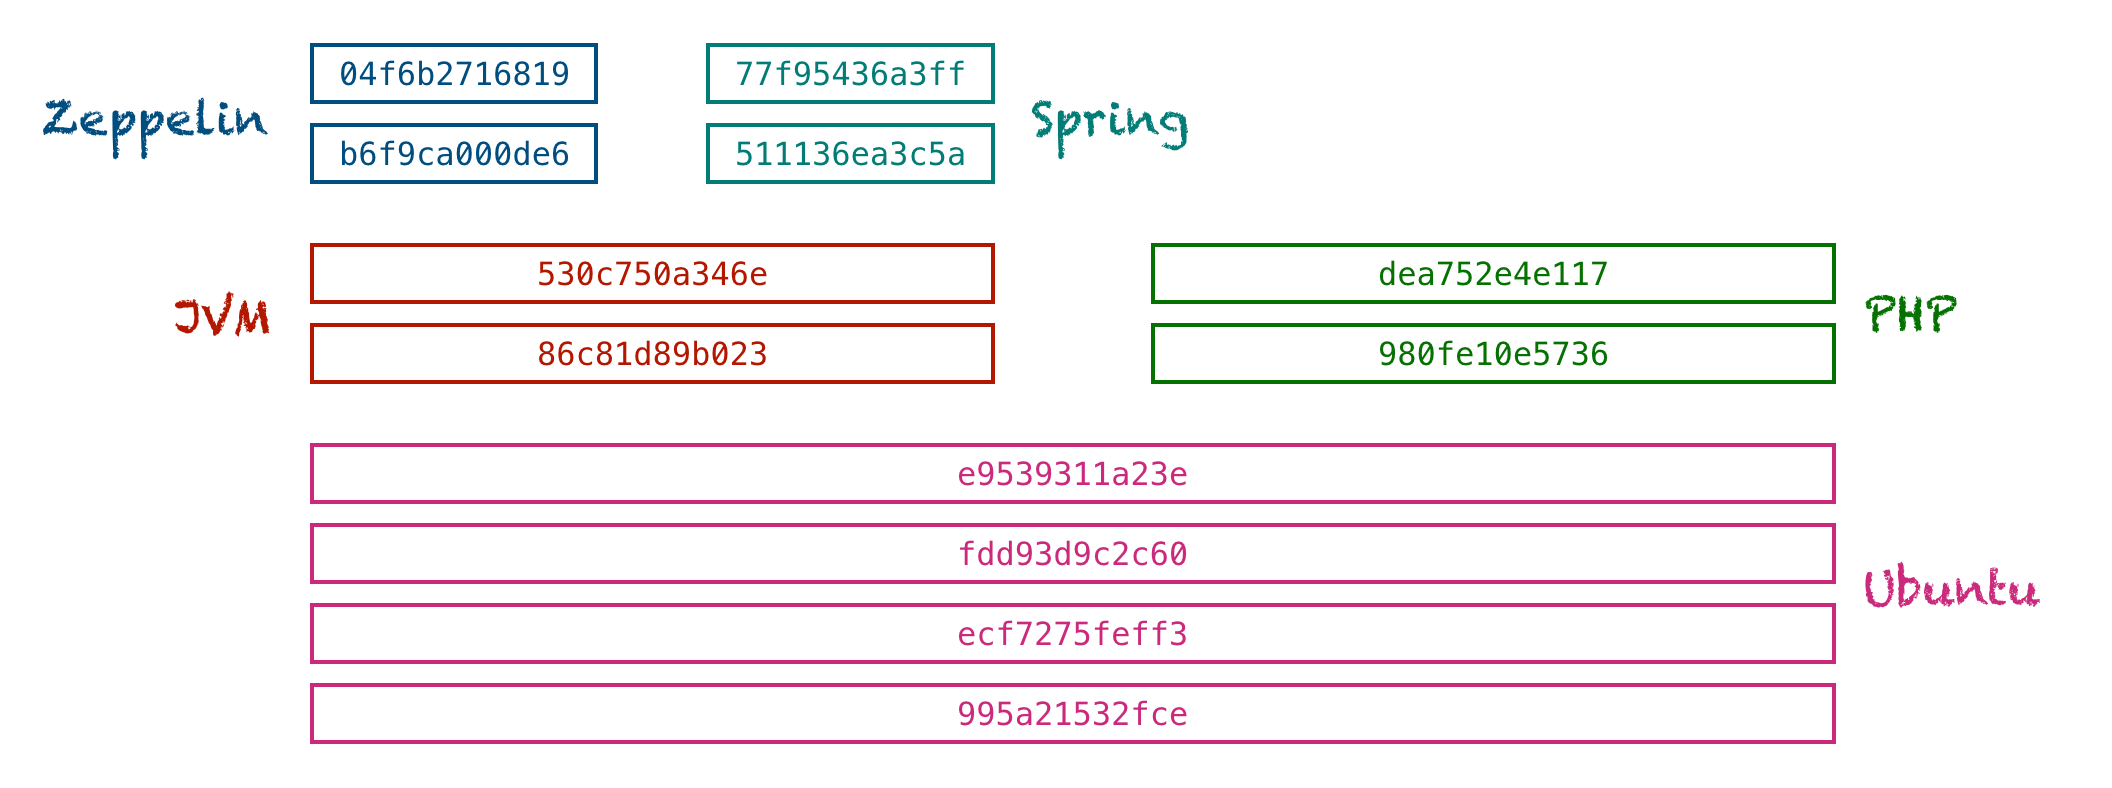 04f6b2716819 77f95436a3ff
Zeppelin Spring
b6f9ca000de6 511136ea3c5a
530c750a346e dea752e4e117
JVM PHP
86c81d89b023 980fe10e5736
e9539311a23e
fdd93d9c2c60
Ubuntu
ecf7275feff3
995a21532fce